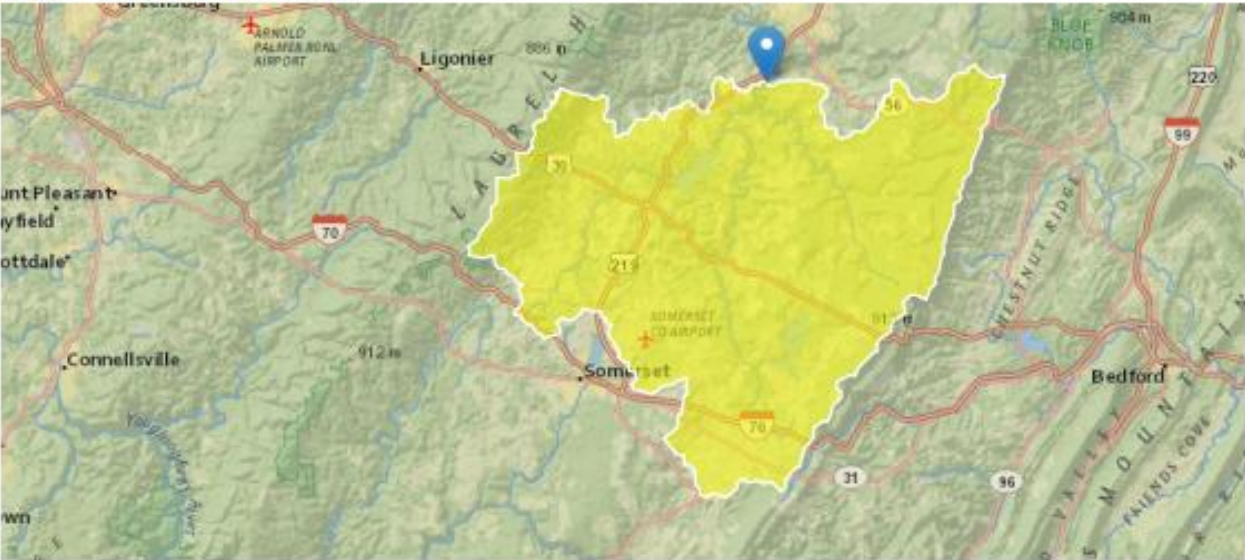 Greensburg
ARNOLD
PALMER RGNL
AIRPORT
Ligonier
886 m
LAUREL H
BLUE
KNOB
904 m
220
99
56
30
unt Pleasant
yfield
70
ottdale
219
SOMERSET
CO AIRPORT
CHESTNUT RIDGE
Connellsville
912 m
Somerset
Bedford
76
31
96
Youghiogheny River
VALLEY
MOUNTAIN
FRIENDS COVE
wn